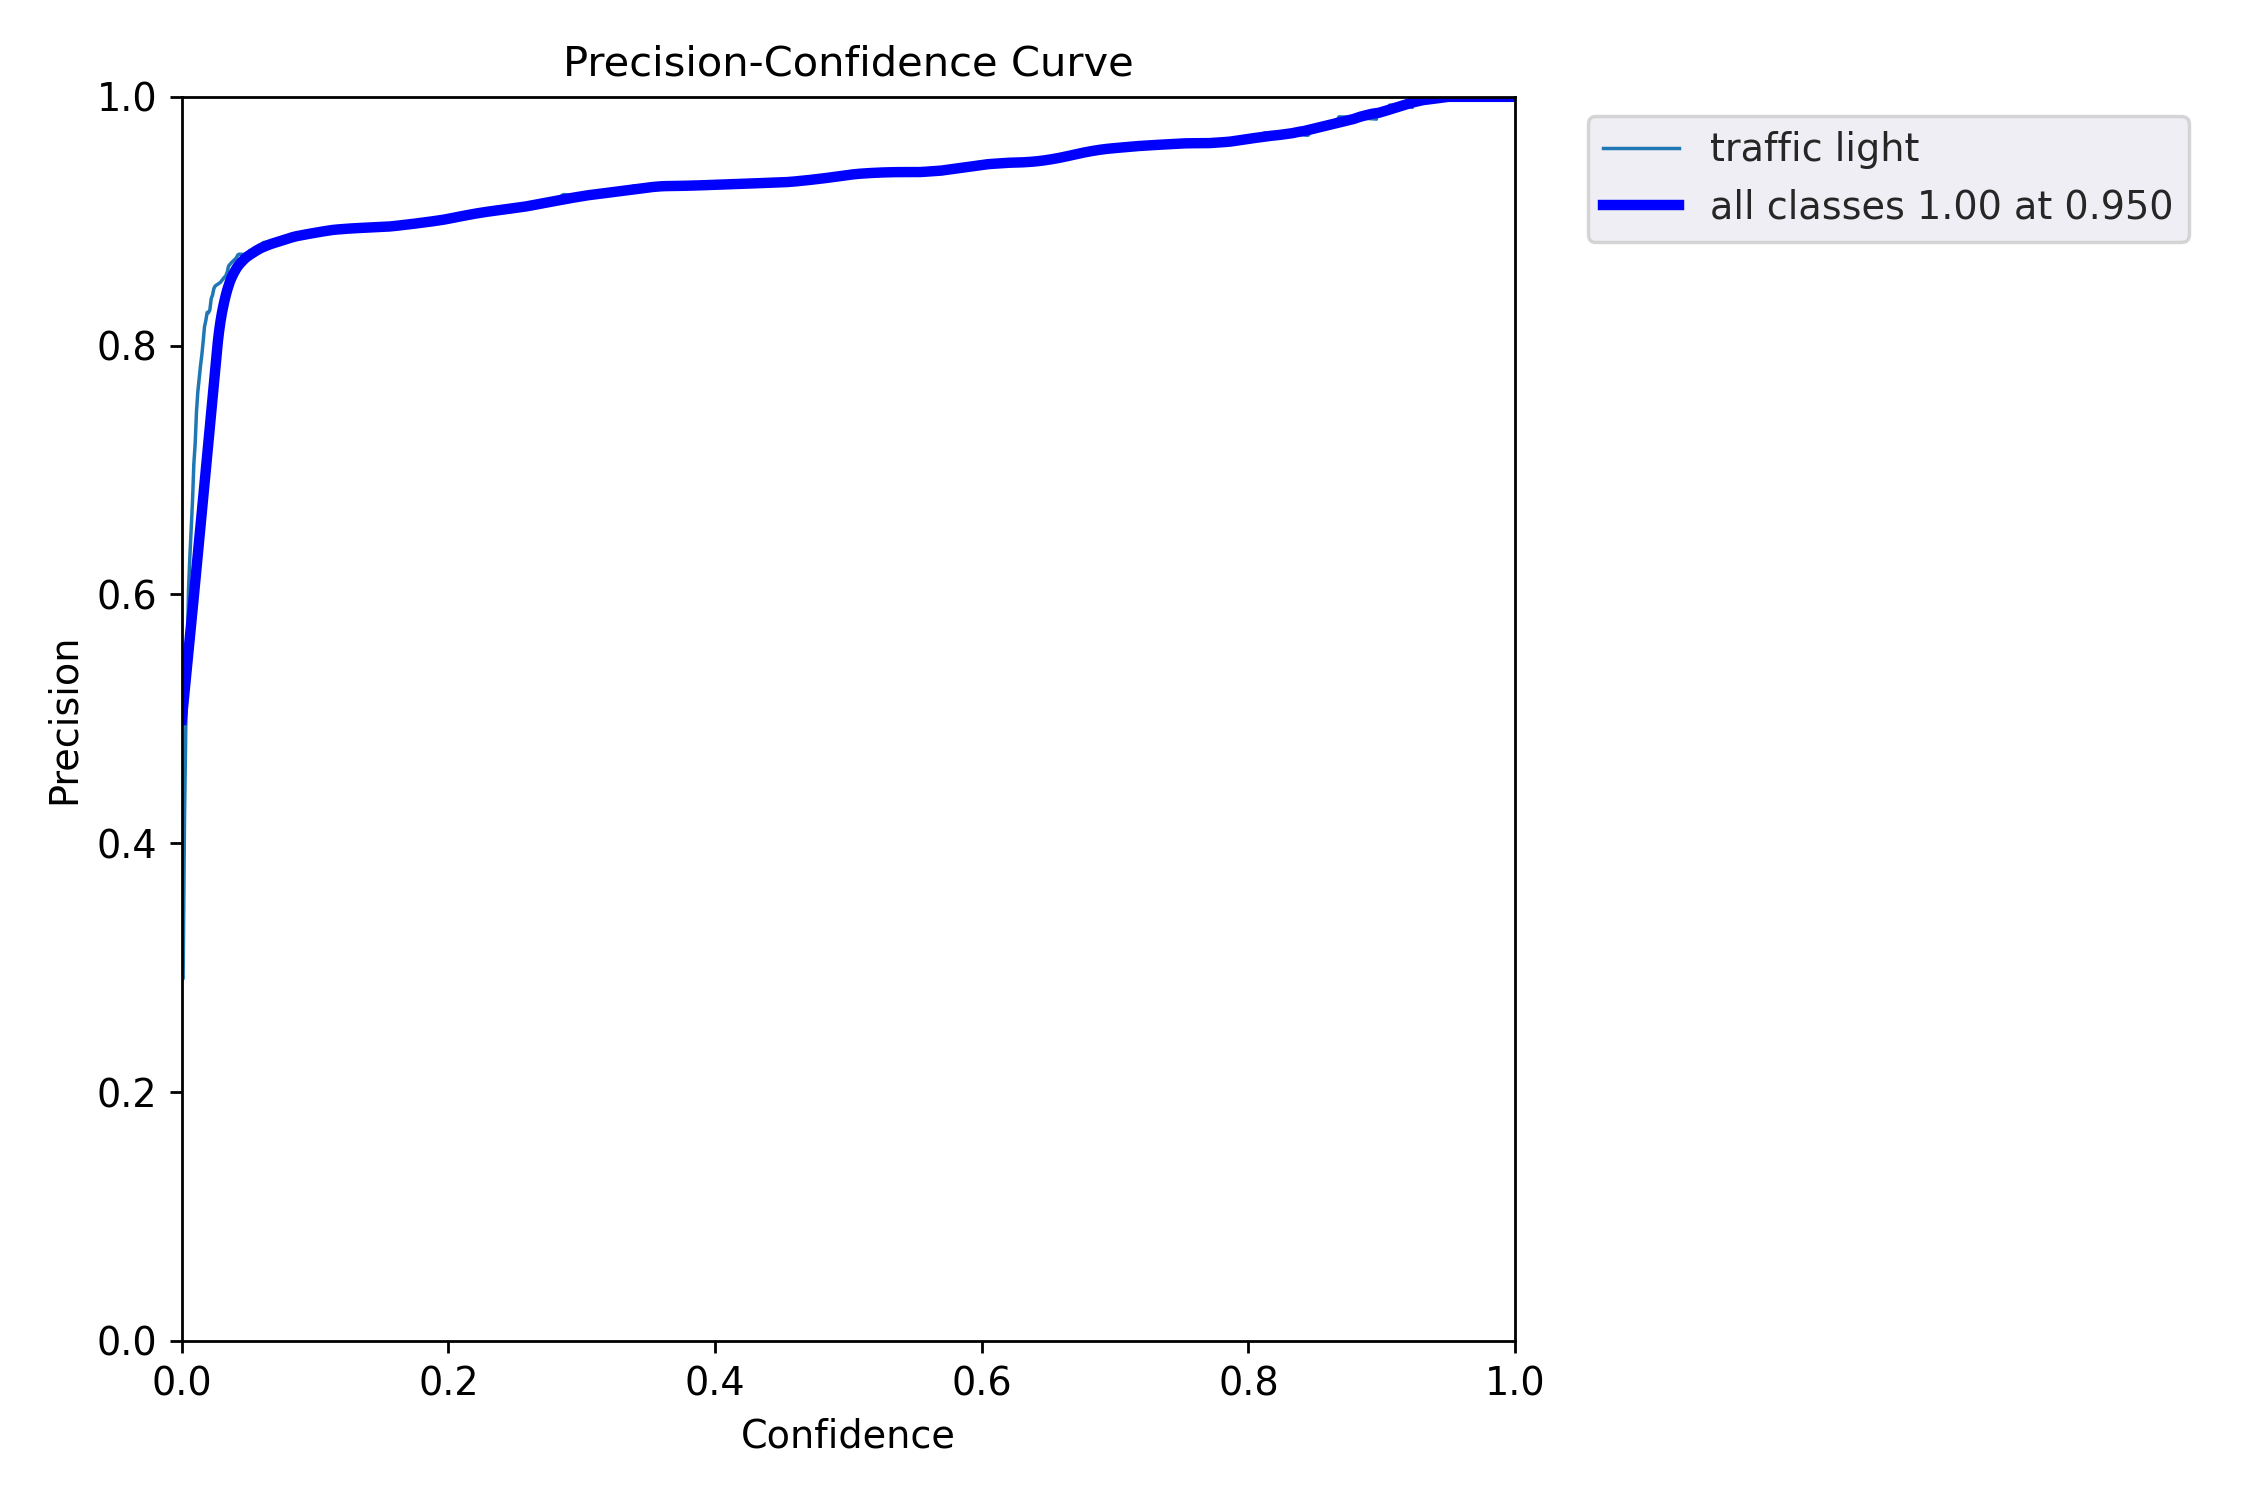 Precision-Confidence Curve
1.0
0.8
0.6
0.4
0.2
0.0
Precision
0.0 0.2 0.4 0.6 0.8 1.0
Confidence
traffic light
all classes 1.00 at 0.950